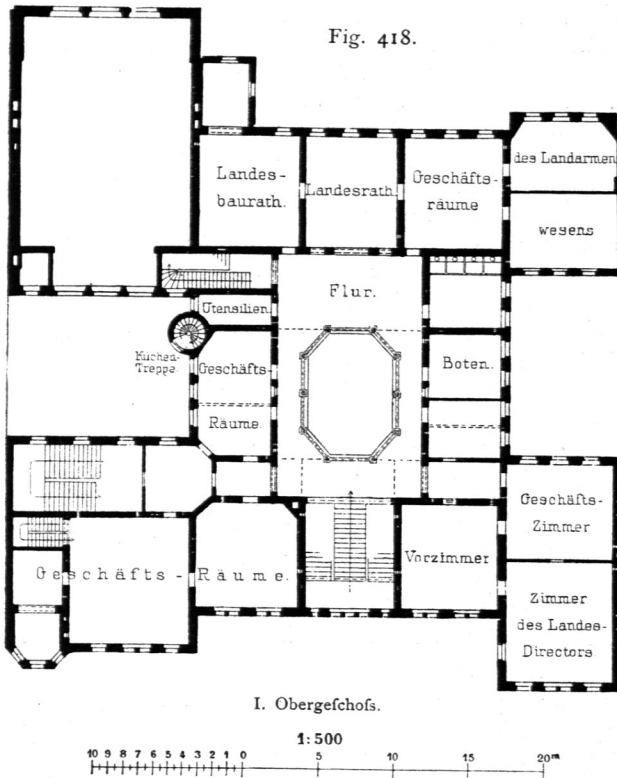 Fig. 418.
Landes-
baurath.
Landesrath.
Geschäfts-
räume
des Landarmen
wesens
Flur.
Utensilien
Küchen-
Treppe
Geschäfts-
Räume.
Boten.
Geschäfts-
Zimmer
Geschäfts-Räume.
Vorzimmer
Zimmer
des Landes-
Directors
I. Obergeſchoſs.
1:500
10 9 8 7 6 5 4 3 2 1 0 5 10 15 20m